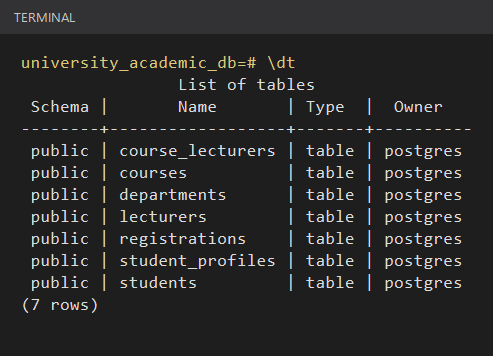 TERMINAL
university_academic_db=# \dt
              List of tables
 Schema |       Name       | Type  |  Owner
--------+------------------+-------+----------
 public | course_lecturers | table | postgres
 public | courses          | table | postgres
 public | departments      | table | postgres
 public | lecturers        | table | postgres
 public | registrations    | table | postgres
 public | student_profiles | table | postgres
 public | students         | table | postgres
(7 rows)